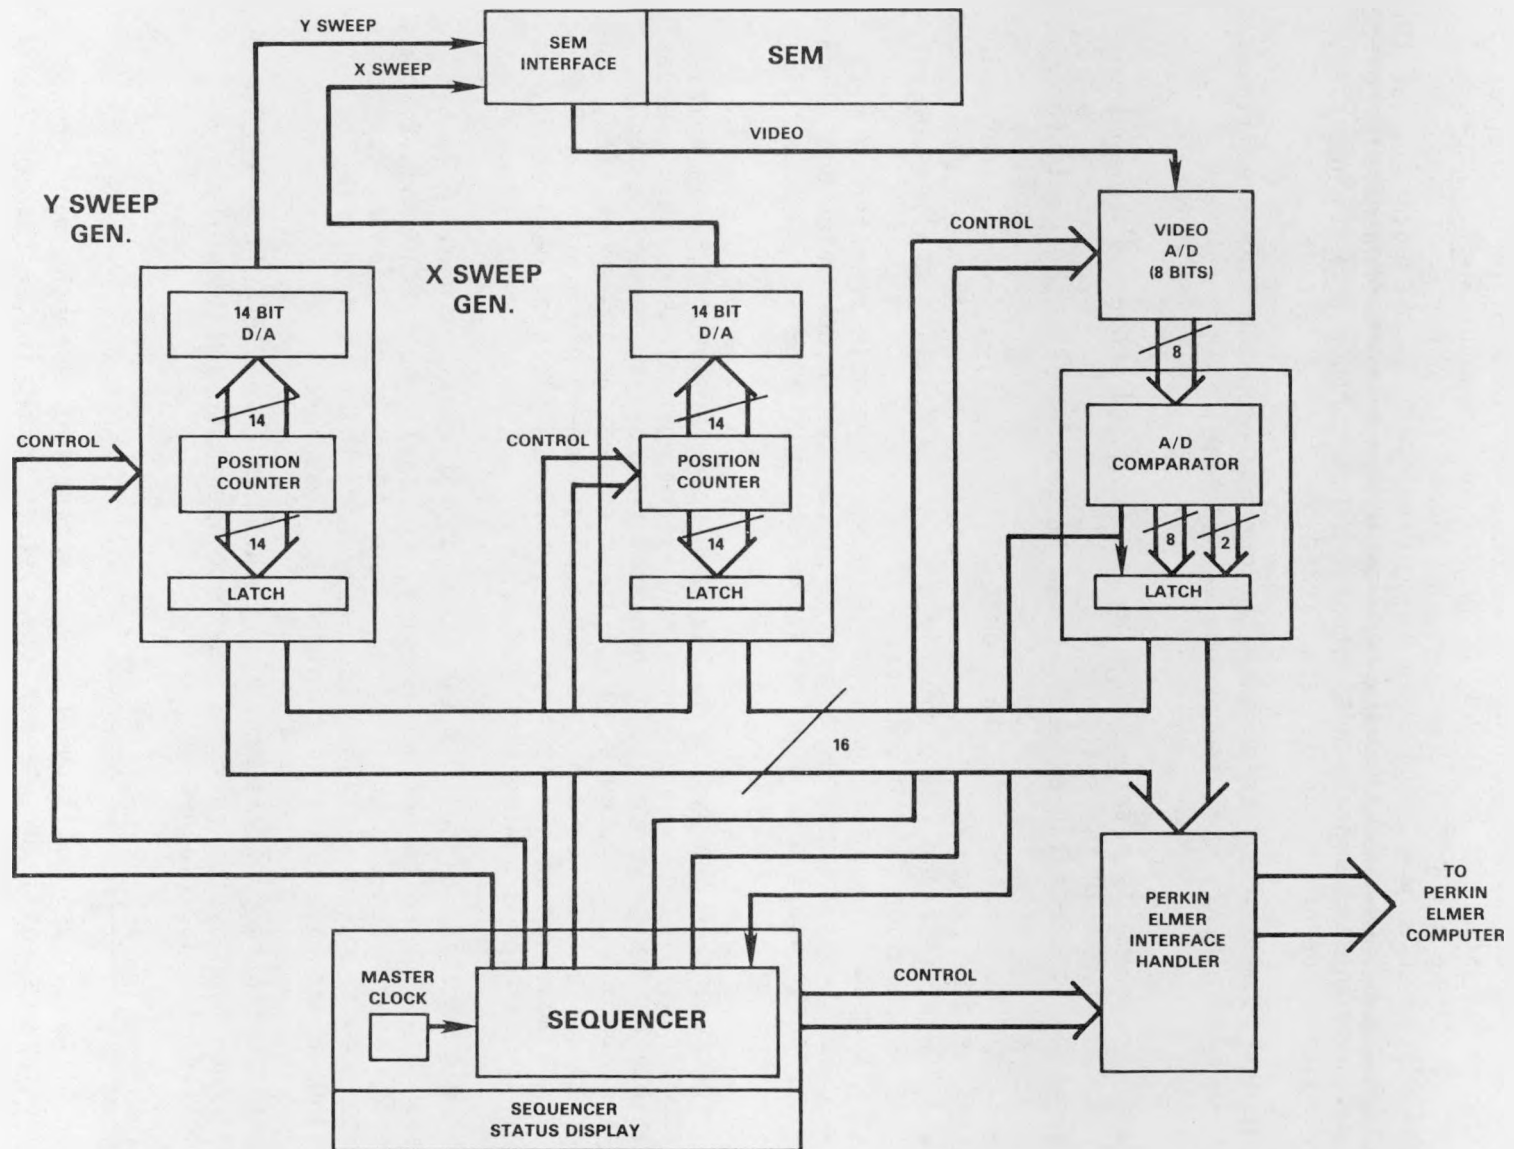 Y SWEEP
SEM
INTERFACE
SEM
X SWEEP
VIDEO
Y SWEEP
GEN.
X SWEEP
GEN.
CONTROL
VIDEO
A/D
(8 BITS)
14 BIT
D/A
14 BIT
D/A
8
14
14
CONTROL
POSITION
COUNTER
CONTROL
POSITION
COUNTER
A/D
COMPARATOR
14
14
8
2
LATCH
LATCH
LATCH
16
PERKIN
ELMER
INTERFACE
HANDLER
TO
PERKIN
ELMER
COMPUTER
MASTER
CLOCK
SEQUENCER
CONTROL
SEQUENCER
STATUS DISPLAY